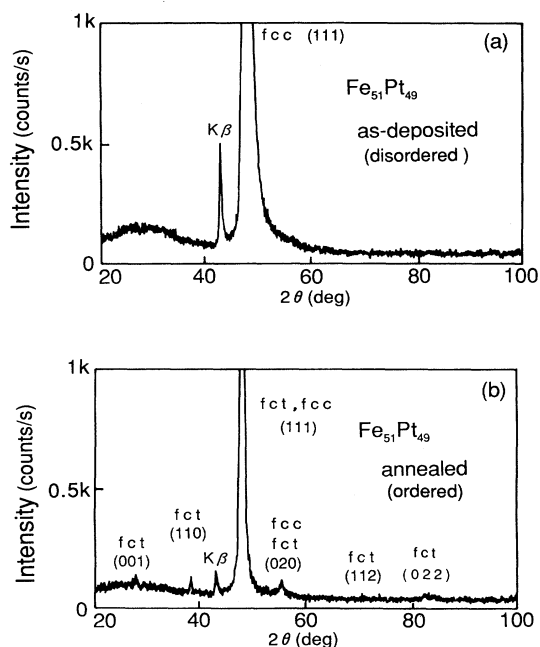 (a)
1k
fcc (111)
Fe₅₁Pt₄₉
Kβ
as-deposited
(disordered )
0.5k
Intensity (counts/s)
0
20 40 60 80 100
2θ (deg)
(b)
1k
fct,fcc
(111)
Fe₅₁Pt₄₉
annealed
(ordered)
0.5k
Intensity (counts/s)
fct
(001)
fct
(110)
Kβ
fcc
fct
(020)
fct
(112)
fct
(022)
0
20 40 60 80 100
2θ (deg)